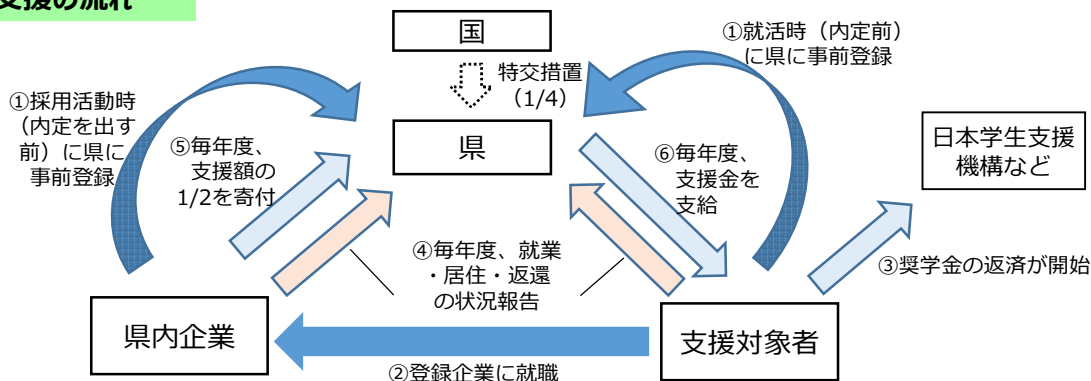 支援の流れ
国
特交措置
(1/4)
県
①採用活動時
(内定を出す
前)に県に
事前登録
⑤毎年度、
支援額の
1/2を寄付
①就活時（内定前）
に県に事前登録
⑥毎年度、
支援金を
支給
日本学生支援
機構など
④毎年度、就業
・居住・返還
の状況報告
③奨学金の返済が開始
県内企業
支援対象者
②登録企業に就職